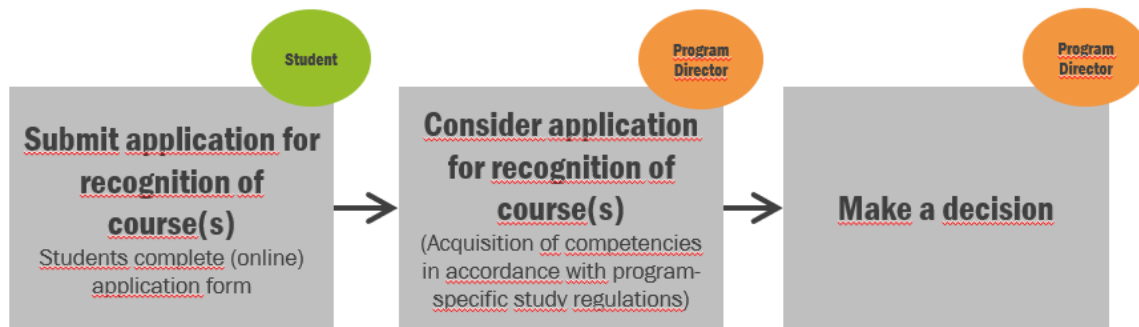 Student
Submit application for
recognition of
course(s)
Students complete (online)
application form
Program
Director
Consider application
for recognition of
course(s)
(Acquisition of competencies
in accordance with program-
specific study regulations)
Program
Director
Make a decision